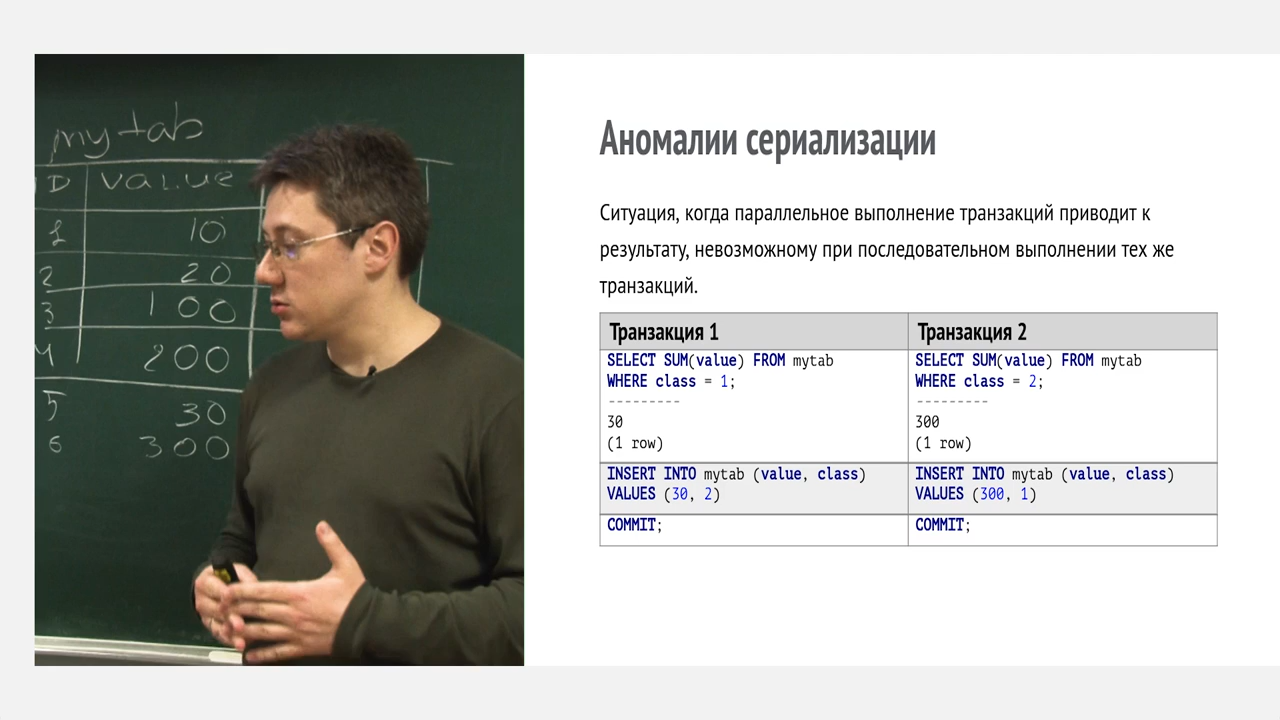 my tab
D value
1 10
2 20
3 100
4 200
5 30
6 300
Аномалии сериализации
Ситуация, когда параллельное выполнение транзакций приводит к
результату, невозможному при последовательном выполнении тех же
транзакций.
Транзакция 1 Транзакция 2
SELECT SUM(value) FROM mytab
WHERE class = 1;
---------
30
(1 row)
SELECT SUM(value) FROM mytab
WHERE class = 2;
---------
300
(1 row)
INSERT INTO mytab (value, class)
VALUES (30, 2)
INSERT INTO mytab (value, class)
VALUES (300, 1)
COMMIT;
COMMIT;